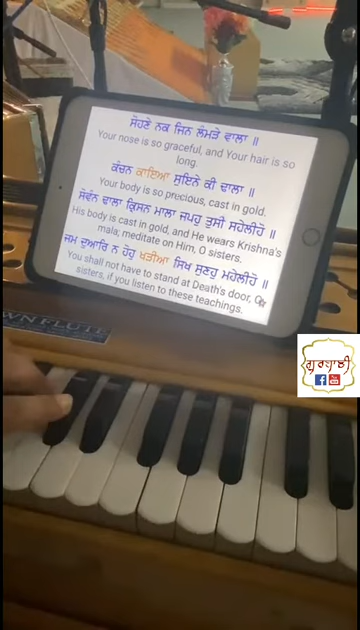 ਸੋਹਣੇ ਨਕ ਜਿਨ ਲੰਮੜੇ ਵਾਲਾ ॥
Your nose is so graceful, and Your hair is so
long.
ਕੰਚਨ ਕਾਇਆ ਸੁਇਨੇ ਕੀ ਢਾਲਾ ॥
Your body is so precious, cast in gold.
ਸੋਵੰਨ ਢਾਲਾ ਕ੍ਰਿਸਨ ਮਾਲਾ ਜਪਹੁ ਤੁਸੀ ਸਹੇਲੀਹੋ ॥
His body is cast in gold, and He wears Krishna's
mala; meditate on Him, O sisters.
ਜਮ ਦੁਆਰਿ ਨ ਹੋਹੁ ਖੜੀਆ ਸਿਖ ਸੁਣਹੁ ਮਹੇਲੀਹੋ ॥
You shall not have to stand at Death's door,
sisters, if you listen to these teachings.
WN FLUTE
ਗੁਰਬਾਣੀ
f You